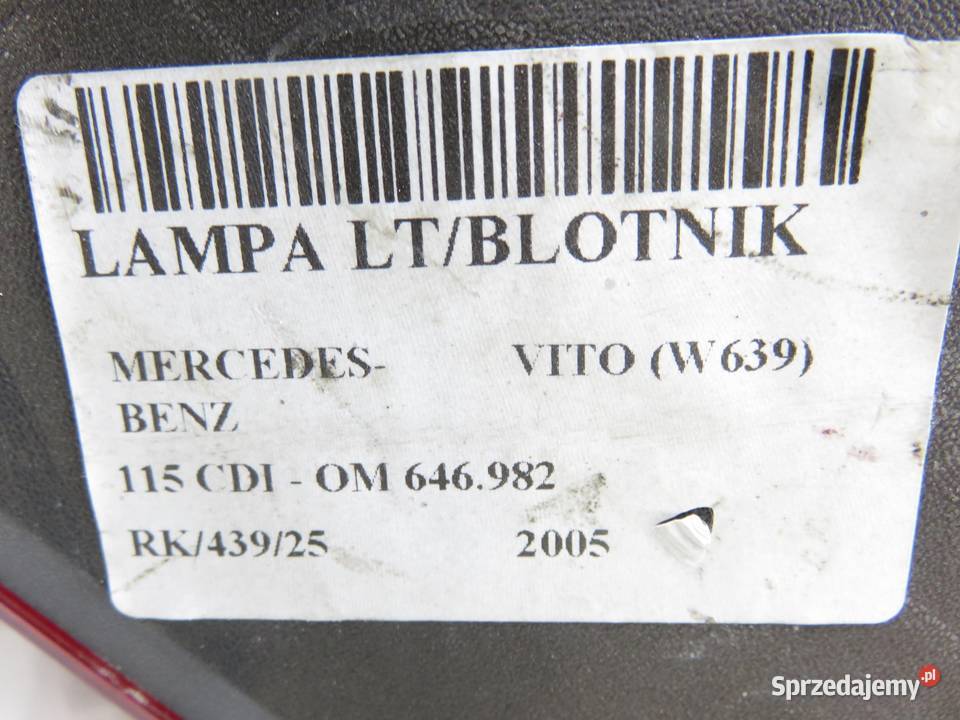 LAMPA LT/BLOTNIK
MERCEDES- VITO (W639)
BENZ
115 CDI - OM 646.982
RK/439/25 2005
Sprzedajemy.pl